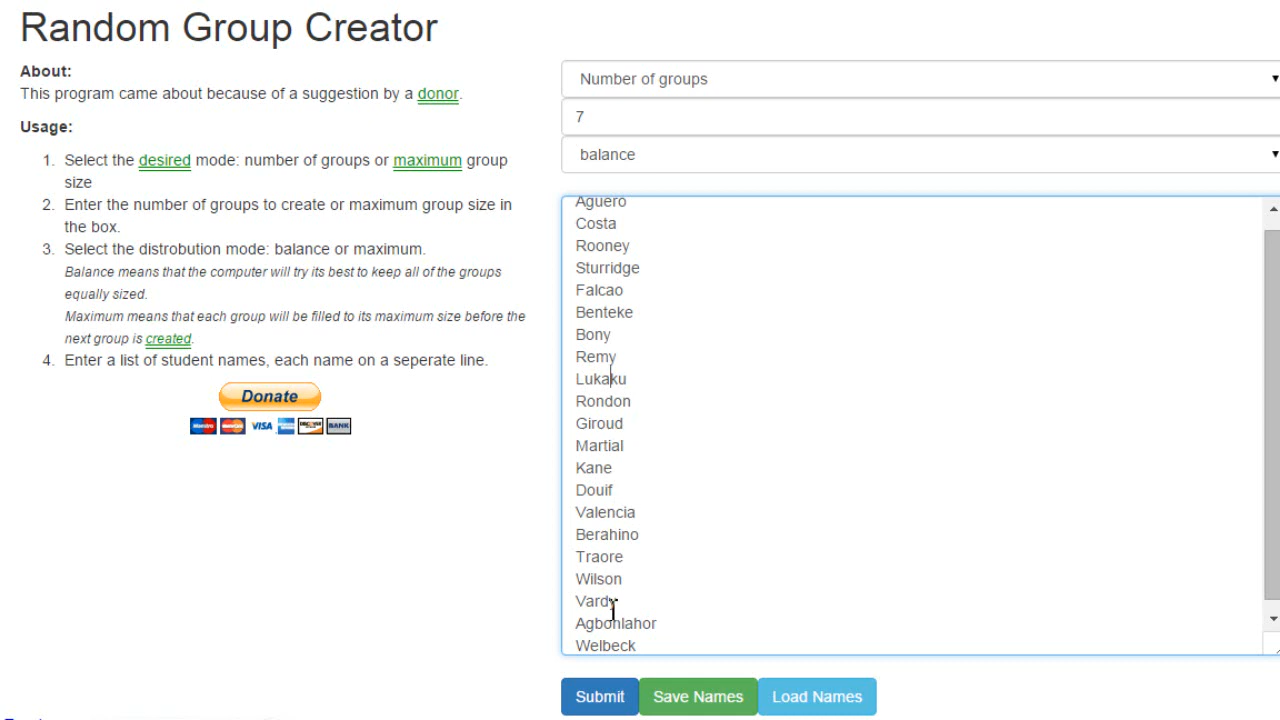 Random Group Creator
About:
This program came about because of a suggestion by a donor.
Usage:
1. Select the desired mode: number of groups or maximum group
size
2. Enter the number of groups to create or maximum group size in
the box.
3. Select the distrobution mode: balance or maximum.
Balance means that the computer will try its best to keep all of the groups
equally sized.
Maximum means that each group will be filled to its maximum size before the
next group is created.
4. Enter a list of student names, each name on a seperate line.
Donate
Maestro
VISA
DISCOVER
BANK
Number of groups
7
balance
Aguero
Costa
Rooney
Sturridge
Falcao
Benteke
Bony
Remy
Lukaku
Rondon
Giroud
Martial
Kane
Douif
Valencia
Berahino
Traore
Wilson
Vardy
Agbonlahor
Welbeck
Submit
Save Names
Load Names